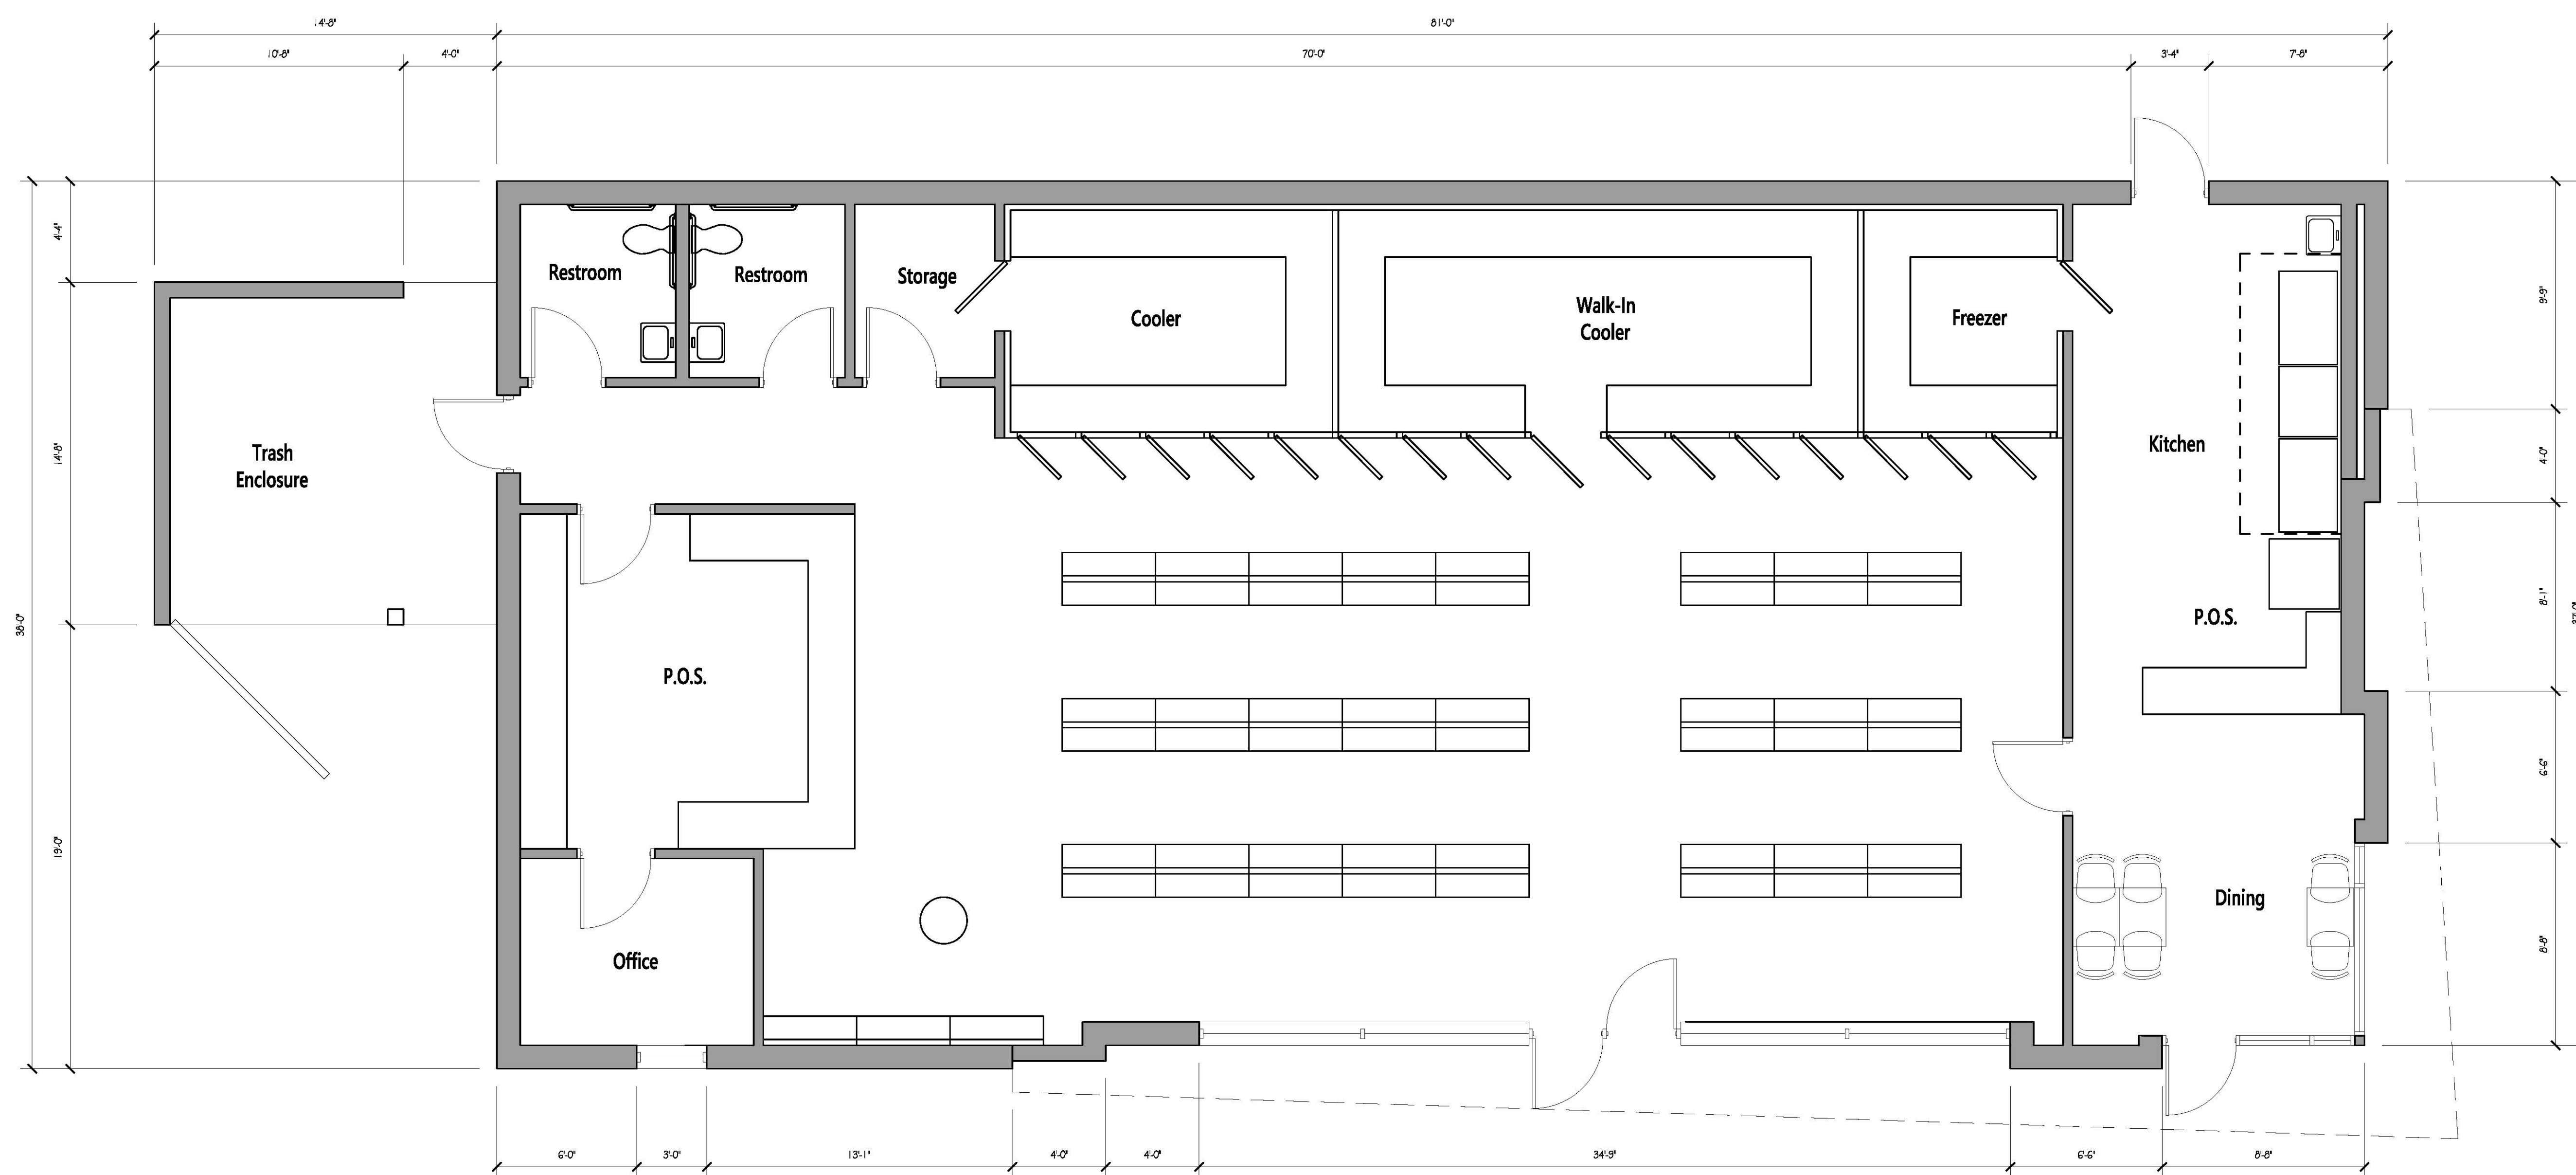 14'-8"
81'-0"
10'-8"
4'-0"
70'-0"
3'-4"
7'-8"
4'-4"
Restroom
Restroom
Storage
Cooler
Walk-In
Cooler
Freezer
9'-9"
Trash
Enclosure
14'-8"
Kitchen
4'-0"
38'-0"
8'-1"
P.O.S.
P.O.S.
6'-6"
19'-0"
Dining
8'-8"
Office
6'-0"
3'-0"
13'-1"
4'-0"
4'-0"
34'-9"
6'-6"
8'-8"